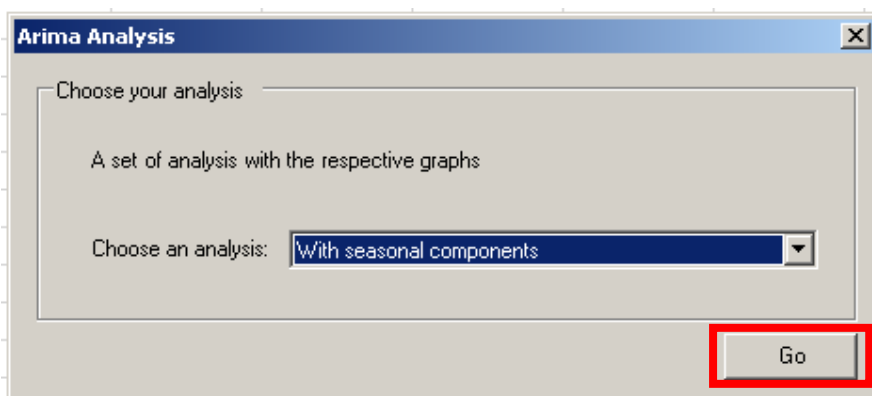 Arima Analysis
Choose your analysis
A set of analysis with the respective graphs
Choose an analysis: With seasonal components
Go